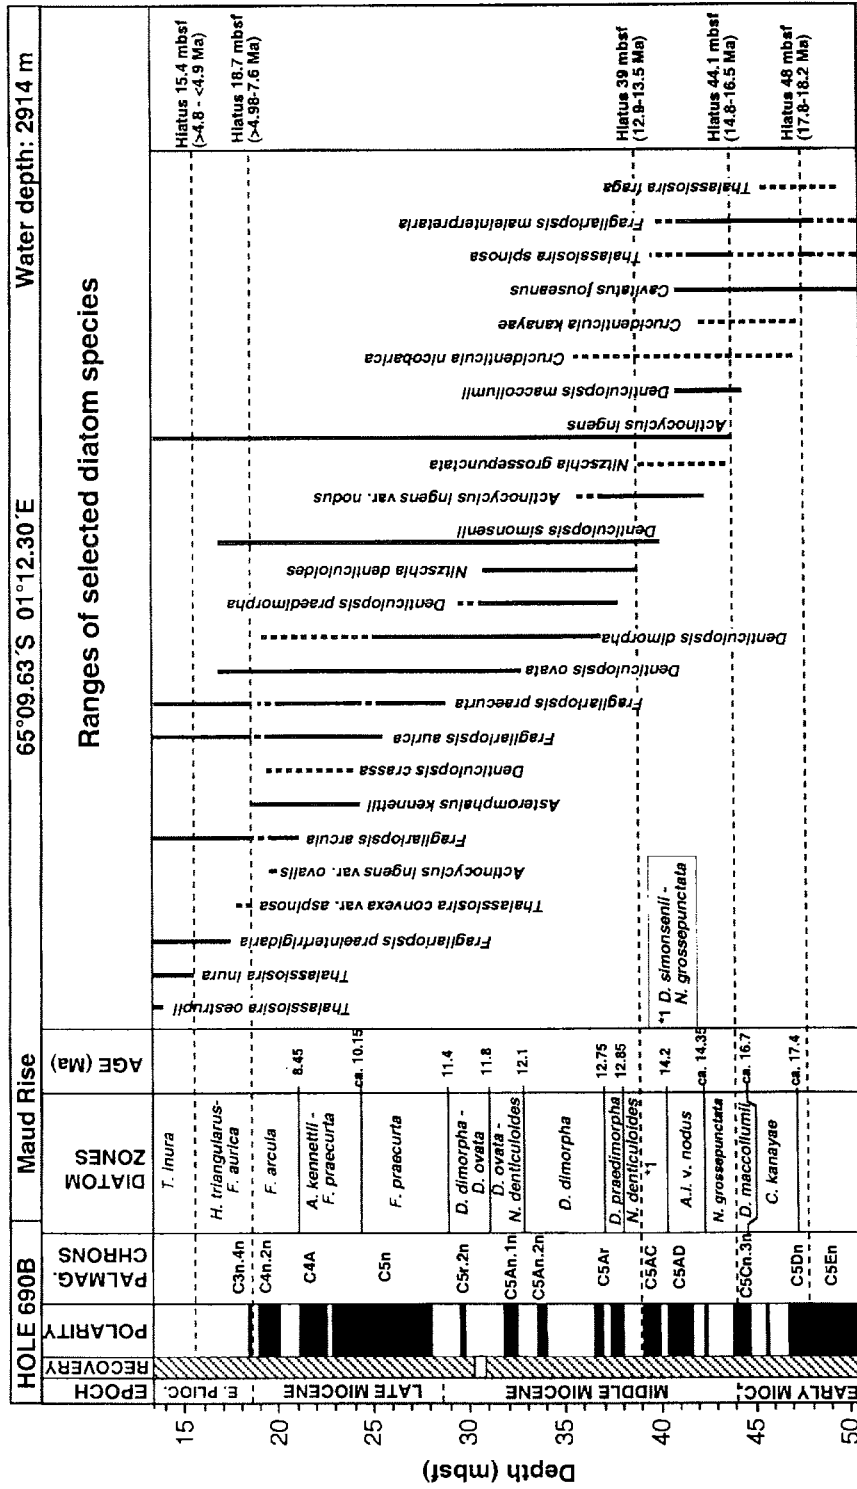 HOLE 690B
Maud Rise
65°09.63´S 01°12.30´E
Water depth: 2914 m
EPOCH
RECOVERY
POLARITY
PALMAG.
CHRONS
DIATOM
ZONES
AGE (Ma)
Ranges of selected diatom species
Depth (mbsf)
15
20
25
30
35
40
45
50
E. PLIOC.
LATE MIOCENE
MIDDLE MIOCENE
EARLY MIOC.
C3n.4n
C4n.2n
C4A
C5n
C5r.2n
C5An.1n
C5An.2n
C5Ar
C5AC
C5AD
C5Cn.3n
C5Dn
C5En
T. inura
H. triangularus-
F. aurica
F. arcula
A. kennettii -
F. praecurta
F. praecurta
D. dimorpha -
D. ovata
D. ovata -
N. denticuloides
D. dimorpha
D. praedimorpha
N. denticuloides
*1
A.i. v. nodus
N. grossepunctata
D. maccollumii
C. kanayae
8.45
ca. 10.15
11.4
11.8
12.1
12.75
12.85
14.2
ca. 14.35
ca. 16.7
ca. 17.4
*1 D. simonsenii -
N. grossepunctata
Thalassiosira oestrupii
Thalassiosira inura
Fragilariopsis praeinterfrigidaria
Thalassiosira convexa var. aspinosa
Actinocyclus ingens var. ovalis
Fragilariopsis arcula
Asteromphalus kennettii
Denticulopsis crassa
Fragilariopsis aurica
Fragilariopsis praecurta
Denticulopsis ovata
Denticulopsis dimorpha
Denticulopsis praedimorpha
Nitzschia denticuloides
Denticulopsis simonsenii
Actinocyclus ingens var. nodus
Nitzschia grossepunctata
Actinocyclus ingens
Denticulopsis maccollumii
Crucidenticula nicobarica
Crucidenticula kanayae
Cavitatus jouseanus
Thalassiosira spinosa
Fragilariopsis maleinterpretaria
Thalassiosira fraga
Hiatus 15.4 mbsf
(>4.8 - <4.9 Ma)
Hiatus 18.7 mbsf
(>4.98-7.6 Ma)
Hiatus 39 mbsf
(12.9-13.5 Ma)
Hiatus 44.1 mbsf
(14.8-16.5 Ma)
Hiatus 48 mbsf
(17.8-18.2 Ma)